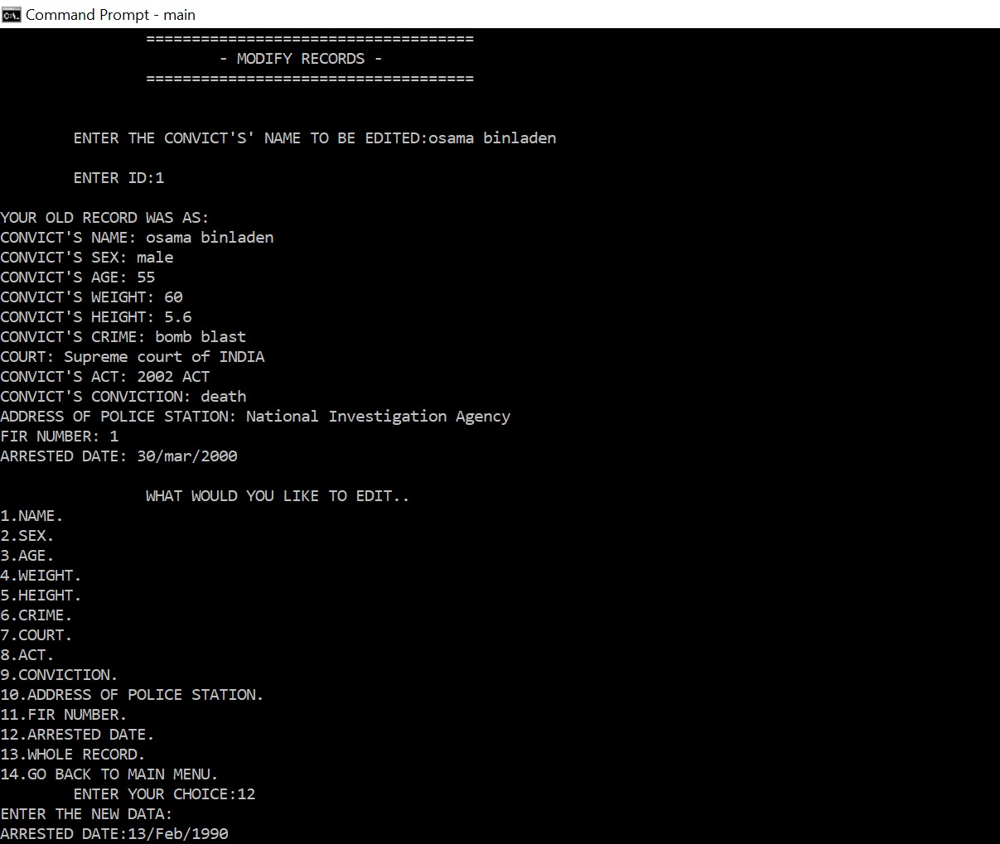 Command Prompt - main
====================================
- MODIFY RECORDS -
====================================
ENTER THE CONVICT'S' NAME TO BE EDITED:osama binladen
ENTER ID:1
YOUR OLD RECORD WAS AS:
CONVICT'S NAME: osama binladen
CONVICT'S SEX: male
CONVICT'S AGE: 55
CONVICT'S WEIGHT: 60
CONVICT'S HEIGHT: 5.6
CONVICT'S CRIME: bomb blast
COURT: Supreme court of INDIA
CONVICT'S ACT: 2002 ACT
CONVICT'S CONVICTION: death
ADDRESS OF POLICE STATION: National Investigation Agency
FIR NUMBER: 1
ARRESTED DATE: 30/mar/2000
WHAT WOULD YOU LIKE TO EDIT..
1.NAME.
2.SEX.
3.AGE.
4.WEIGHT.
5.HEIGHT.
6.CRIME.
7.COURT.
8.ACT.
9.CONVICTION.
10.ADDRESS OF POLICE STATION.
11.FIR NUMBER.
12.ARRESTED DATE.
13.WHOLE RECORD.
14.GO BACK TO MAIN MENU.
ENTER YOUR CHOICE:12
ENTER THE NEW DATA:
ARRESTED DATE:13/Feb/1990